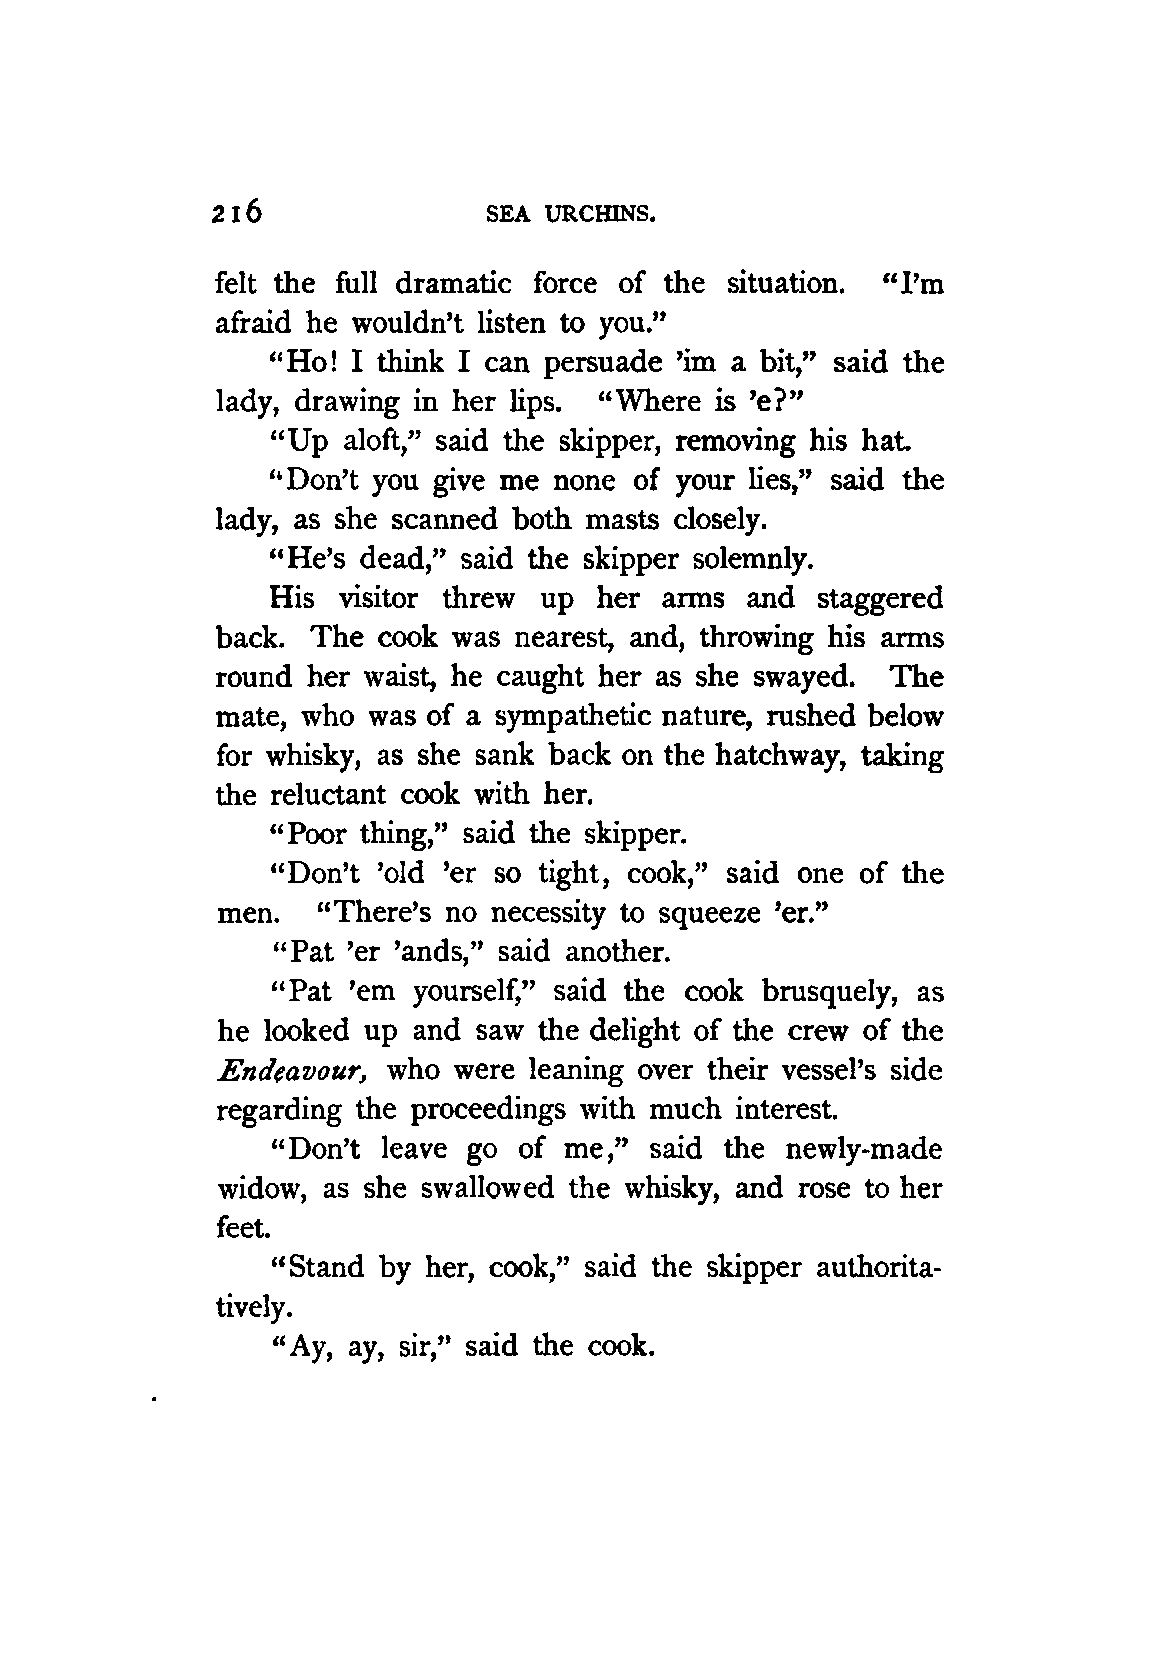 216 SEA URCHINS.
felt the full dramatic force of the situation. “I’m
afraid he wouldn’t listen to you.”
“Ho! I think I can persuade ’im a bit,” said the
lady, drawing in her lips. “Where is ’e?”
“Up aloft,” said the skipper, removing his hat.
“Don’t you give me none of your lies,” said the
lady, as she scanned both masts closely.
“He’s dead,” said the skipper solemnly.
His visitor threw up her arms and staggered
back. The cook was nearest, and, throwing his arms
round her waist, he caught her as she swayed. The
mate, who was of a sympathetic nature, rushed below
for whisky, as she sank back on the hatchway, taking
the reluctant cook with her.
“Poor thing,” said the skipper.
“Don’t ’old ’er so tight, cook,” said one of the
men. “There’s no necessity to squeeze ’er.”
“Pat ’er ’ands,” said another.
“Pat ’em yourself,” said the cook brusquely, as
he looked up and saw the delight of the crew of the
Endeavour, who were leaning over their vessel’s side
regarding the proceedings with much interest.
“Don’t leave go of me,” said the newly-made
widow, as she swallowed the whisky, and rose to her
feet.
“Stand by her, cook,” said the skipper authorita-
tively.
“Ay, ay, sir,” said the cook.